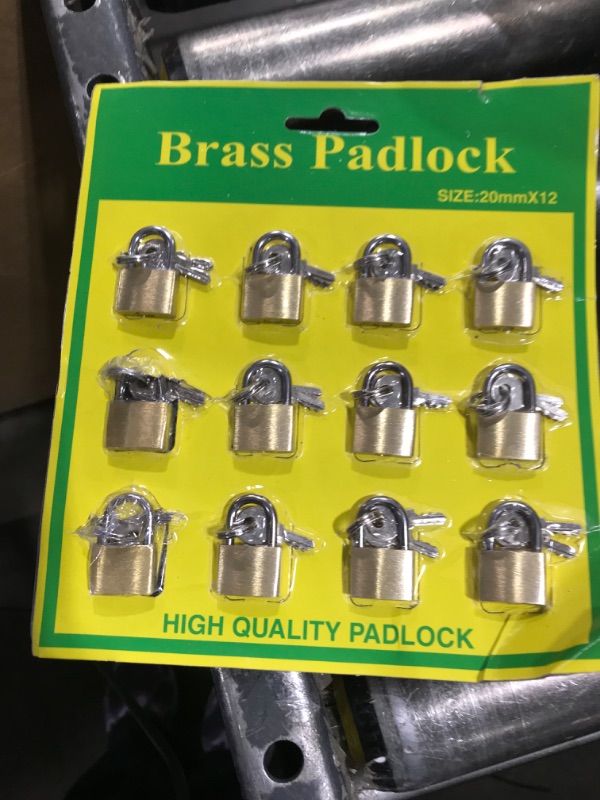 Brass Padlock
SIZE:20mmX12
HIGH QUALITY PADLOCK